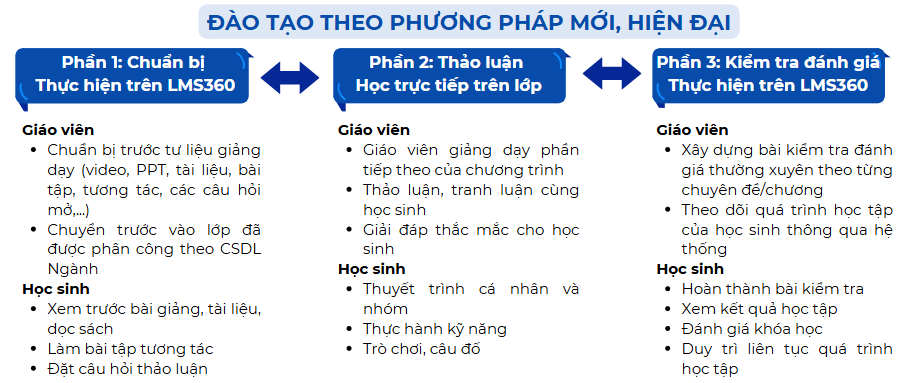 ĐÀO TẠO THEO PHƯƠNG PHÁP MỚI, HIỆN ĐẠI
Phần 1: Chuẩn bị
Thực hiện trên LMS360
Giáo viên
• Chuẩn bị trước tư liệu giảng
dạy (video, PPT, tài liệu, bài
tập, tương tác, các câu hỏi
mở,...)
• Chuyển trước vào lớp đã
được phân công theo CSDL
Ngành
Học sinh
• Xem trước bài giảng, tài liệu,
dọc sách
• Làm bài tập tương tác
• Đặt câu hỏi thảo luận
Phần 2: Thảo luận
Học trực tiếp trên lớp
Giáo viên
• Giáo viên giảng dạy phần
tiếp theo của chương trình
• Thảo luận, tranh luận cùng
học sinh
• Giải đáp thắc mắc cho học
sinh
Học sinh
• Thuyết trình cá nhân và
nhóm
• Thực hành kỹ năng
• Trò chơi, câu đố
Phần 3: Kiểm tra đánh giá
Thực hiện trên LMS360
Giáo viên
• Xây dựng bài kiểm tra đánh
giá thường xuyên theo từng
chuyên đề/chương
• Theo dõi quá trình học tập
của học sinh thông qua hệ
thống
Học sinh
• Hoàn thành bài kiểm tra
• Xem kết quả học tập
• Đánh giá khóa học
• Duy trì liên tục quá trình
học tập